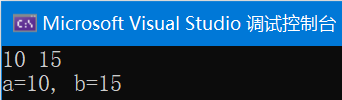 Microsoft Visual Studio 调试控制台
10 15
a=10, b=15